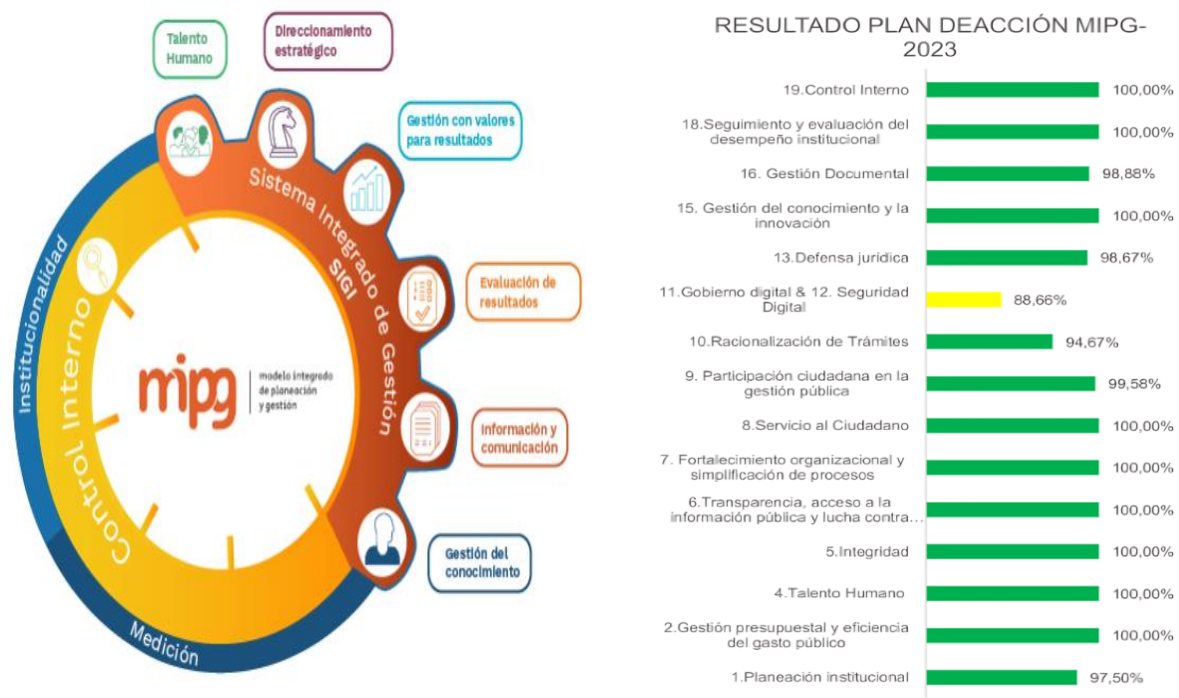 Talento
Humano
Direccionamiento
estratégico
Gestión con valores
para resultados
Evaluación de
resultados
Información y
comunicación
Gestión del
conocimiento
Sistema Integrado de Gestión
SIGI
Institucionalidad
Control Interno
Medición
mipg
modelo integrado
de planeación
y gestión
RESULTADO PLAN DEACCIÓN MIPG-
2023
19.Control Interno 100,00%
18.Seguimiento y evaluación del
desempeño institucional 100,00%
16. Gestión Documental 98,88%
15. Gestión del conocimiento y la
innovación 100,00%
13.Defensa jurídica 98,67%
11.Gobierno digital & 12. Seguridad
Digital 88,66%
10.Racionalización de Trámites 94,67%
9. Participación ciudadana en la
gestión pública 99,58%
8.Servicio al Ciudadano 100,00%
7. Fortalecimiento organizacional y
simplificación de procesos 100,00%
6.Transparencia, acceso a la
información pública y lucha contra... 100,00%
5.Integridad 100,00%
4.Talento Humano 100,00%
2.Gestión presupuestal y eficiencia
del gasto público 100,00%
1.Planeación institucional 97,50%